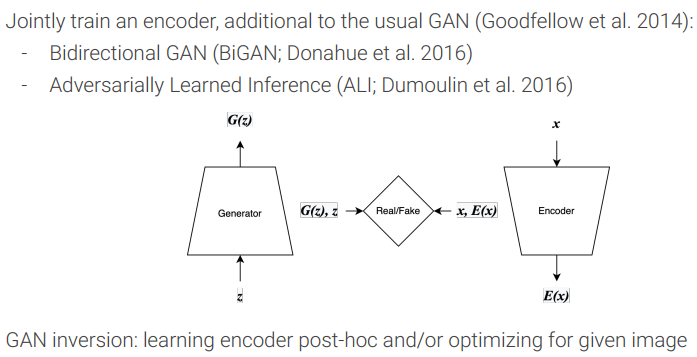 Jointly train an encoder, additional to the usual GAN (Goodfellow et al. 2014):
- Bidirectional GAN (BiGAN; Donahue et al. 2016)
- Adversarially Learned Inference (ALI; Dumoulin et al. 2016)
G(z)
x
Generator
G(z), z
Real/Fake
x, E(x)
Encoder
z
E(x)
GAN inversion: learning encoder post-hoc and/or optimizing for given image